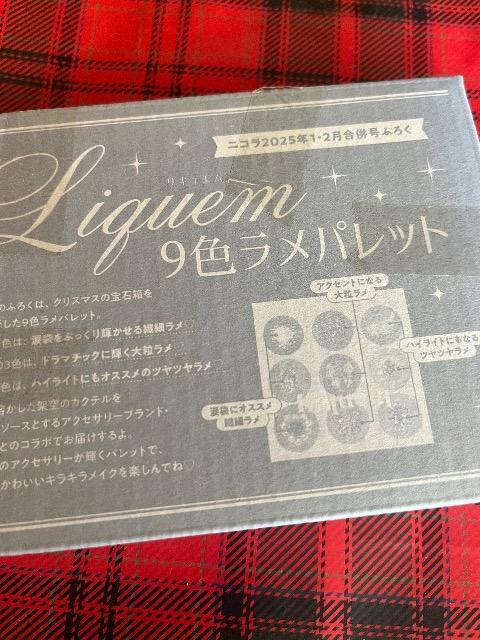 ニコラ2025年1・2月合併号ふろく
リキュエム
Liquem
9色ラメパレット
のふろくは、クリスマスの宝石箱を
した9色ラメパレット。
色は、涙袋をぷっくり輝かせる繊細ラメ♡
の3色は、ドラマチックに輝く大粒ラメ♡
色は、ハイライトにもオススメのツヤツヤラメ♡
溶かした架空のカクテルを
ソースとするアクセサリーブランド・
とのコラボでお届けするよ。
のアクセサリーが輝くパレットで、
かわいいキラキラメイクを楽しんでね♡
アクセントになる
大粒ラメ
ハイライトにもなる
ツヤツヤラメ
涙袋にオススメ
繊細ラメ